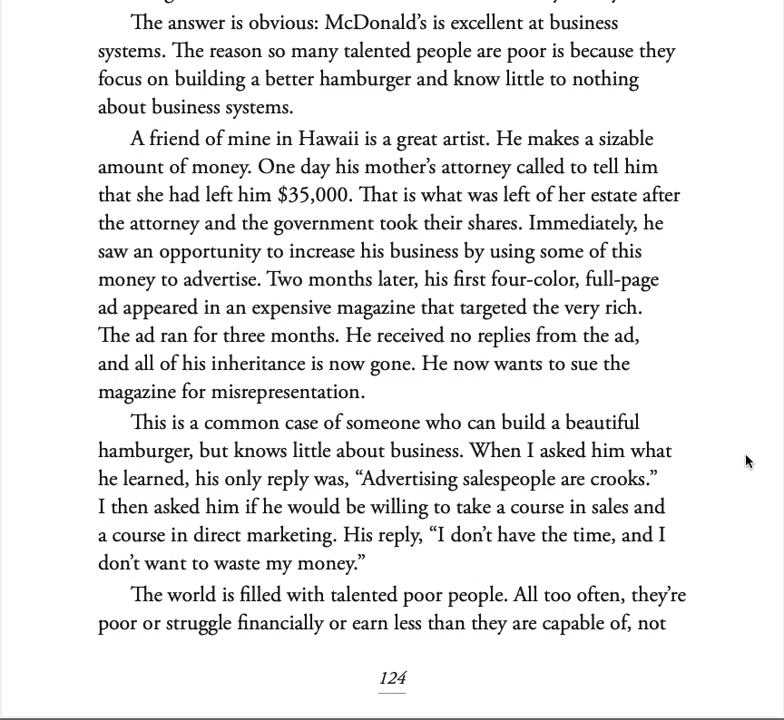 The answer is obvious: McDonald’s is excellent at business
systems. The reason so many talented people are poor is because they
focus on building a better hamburger and know little to nothing
about business systems.
A friend of mine in Hawaii is a great artist. He makes a sizable
amount of money. One day his mother’s attorney called to tell him
that she had left him $35,000. That is what was left of her estate after
the attorney and the government took their shares. Immediately, he
saw an opportunity to increase his business by using some of this
money to advertise. Two months later, his first four-color, full-page
ad appeared in an expensive magazine that targeted the very rich.
The ad ran for three months. He received no replies from the ad,
and all of his inheritance is now gone. He now wants to sue the
magazine for misrepresentation.
This is a common case of someone who can build a beautiful
hamburger, but knows little about business. When I asked him what
he learned, his only reply was, “Advertising salespeople are crooks.”
I then asked him if he would be willing to take a course in sales and
a course in direct marketing. His reply, “I don’t have the time, and I
don’t want to waste my money.”
The world is filled with talented poor people. All too often, they’re
poor or struggle financially or earn less than they are capable of, not
124